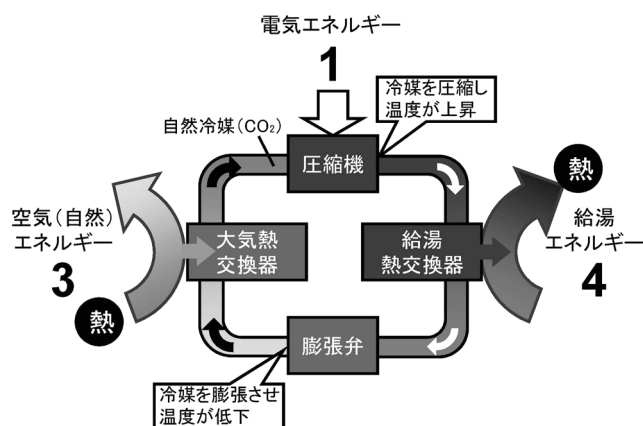 電気エネルギー
1
冷媒を圧縮し
温度が上昇
自然冷媒(CO₂)
圧縮機
熱
空気(自然)
エネルギー
3
熱
大気熱
交換器
給湯
熱交換器
給湯
エネルギー
4
膨張弁
冷媒を膨張させ
温度が低下